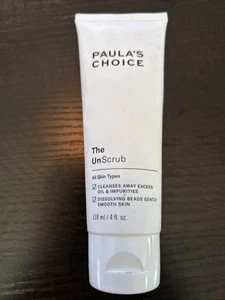 PAULA'S
CHOICE
The
UnScrub
All Skin Types
CLEANSES AWAY EXCESS
OIL & IMPURITIES
DISSOLVING BEADS GENTLY
SMOOTH SKIN
118 ml / 4 fl. oz.